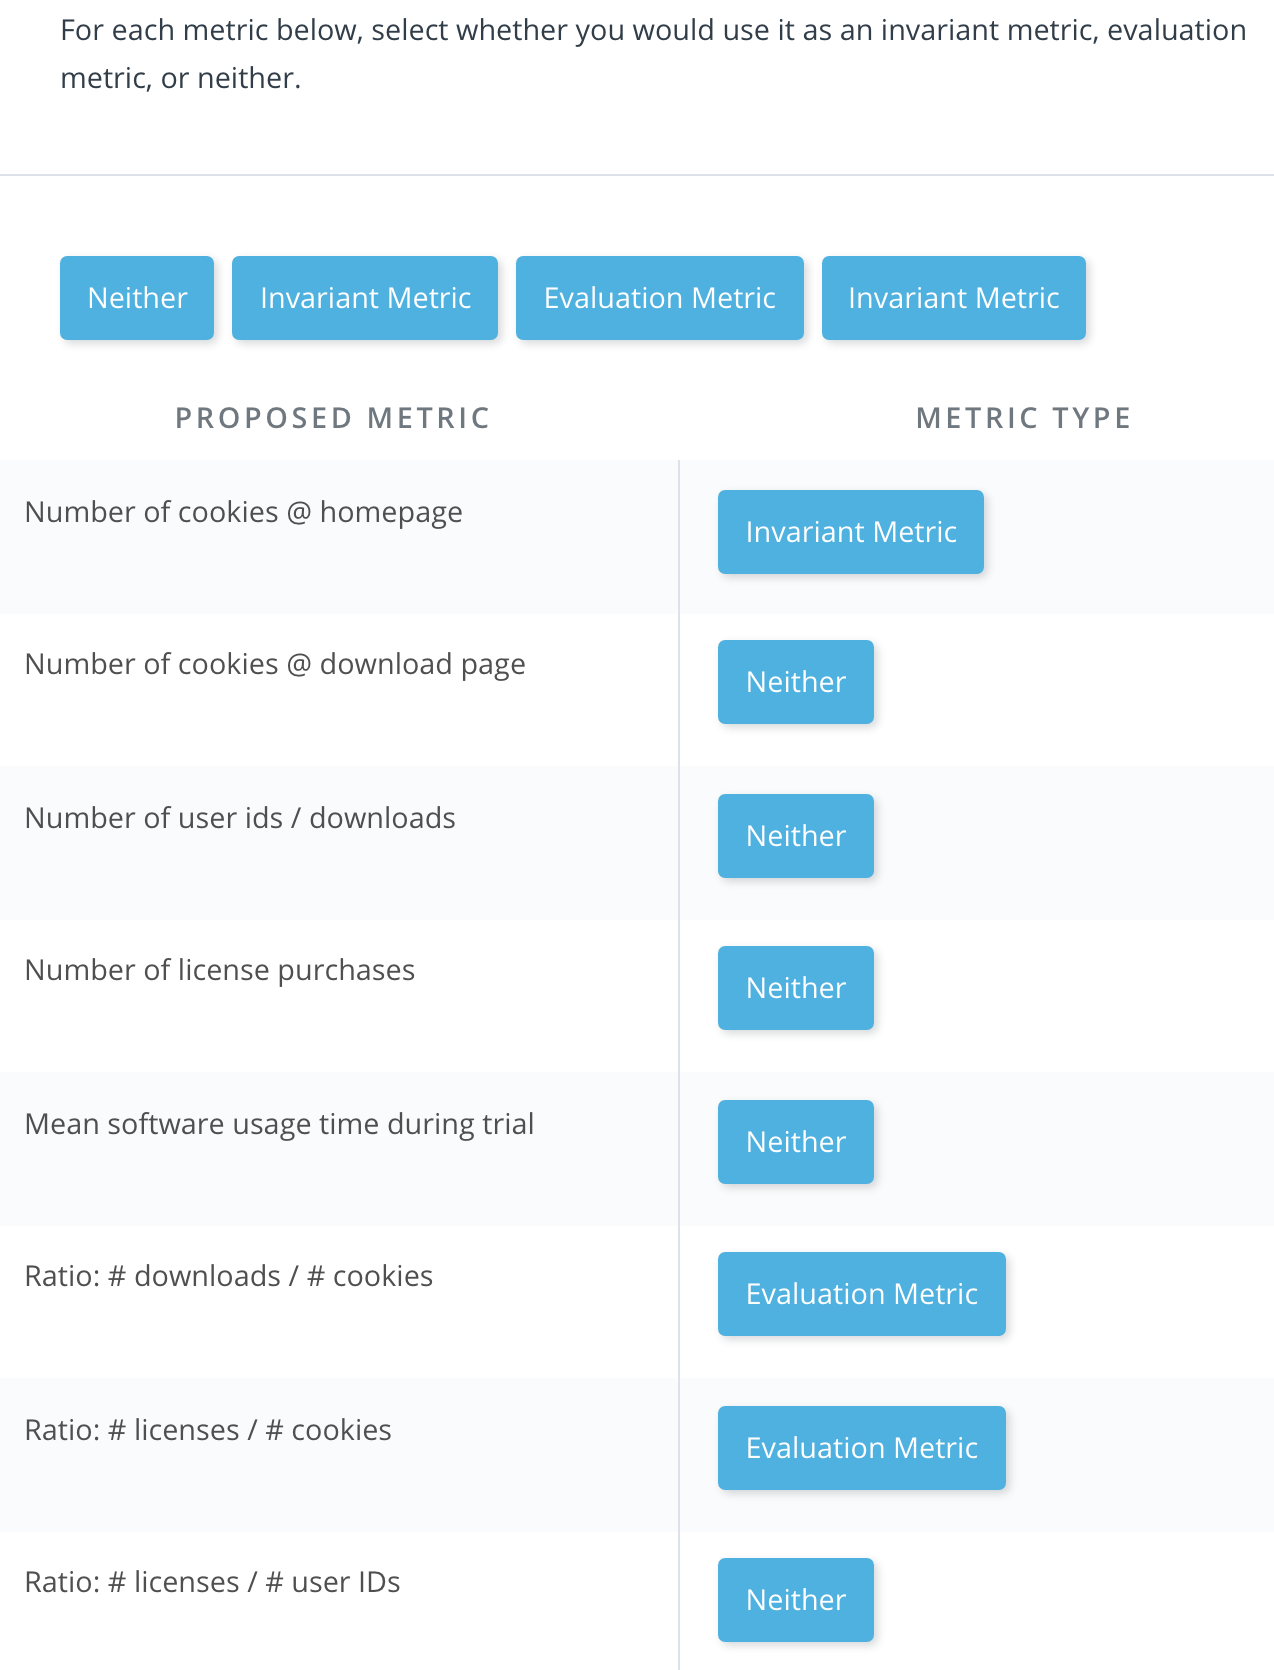 For each metric below, select whether you would use it as an invariant metric, evaluation
metric, or neither.
Neither
Invariant Metric
Evaluation Metric
Invariant Metric
PROPOSED METRIC
METRIC TYPE
Number of cookies @ homepage
Invariant Metric
Number of cookies @ download page
Neither
Number of user ids / downloads
Neither
Number of license purchases
Neither
Mean software usage time during trial
Neither
Ratio: # downloads / # cookies
Evaluation Metric
Ratio: # licenses / # cookies
Evaluation Metric
Ratio: # licenses / # user IDs
Neither